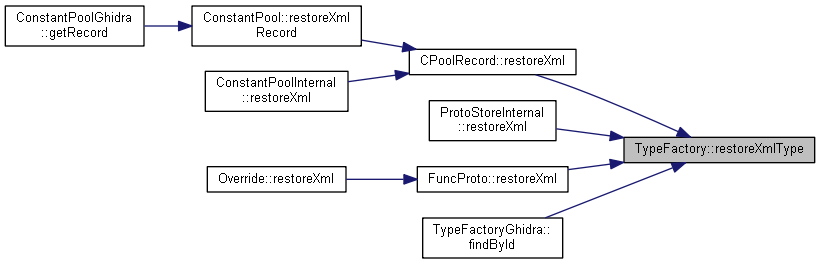 ConstantPoolGhidra
::getRecord
ConstantPool::restoreXml
Record
CPoolRecord::restoreXml
ConstantPoolInternal
::restoreXml
ProtoStoreInternal
::restoreXml
TypeFactory::restoreXmlType
Override::restoreXml
FuncProto::restoreXml
TypeFactoryGhidra::
findById